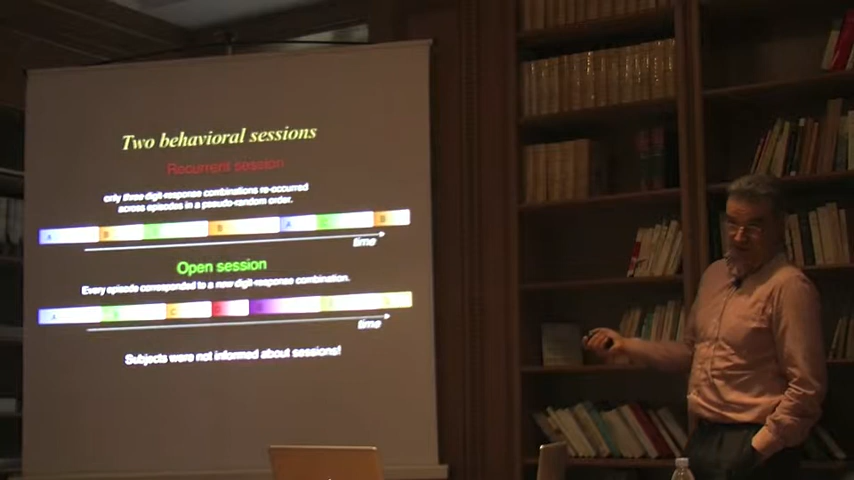 Two behavioral sessions
Recurrent session
only three digit-response combinations re-occurred
across episodes in a pseudo-random order.
A B C B A C B
time
Open session
Every episode corresponded to a new digit-response combination.
A B C
time
Subjects were not informed about sessions!